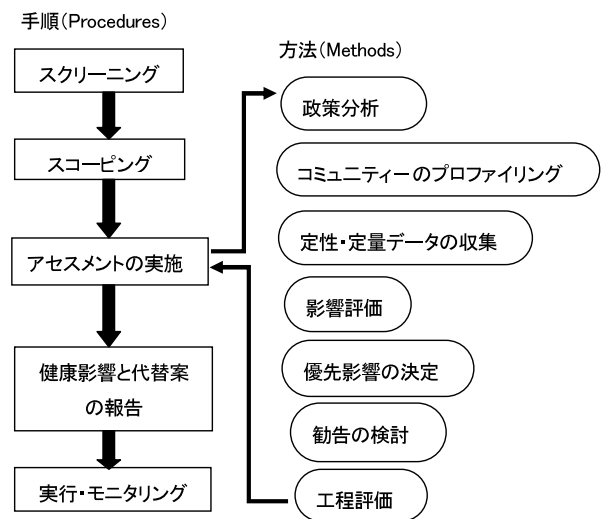 手順(Procedures)
スクリーニング
スコーピング
アセスメントの実施
健康影響と代替案
の報告
実行・モニタリング
方法(Methods)
政策分析
コミュニティーのプロファイリング
定性・定量データの収集
影響評価
優先影響の決定
勧告の検討
工程評価